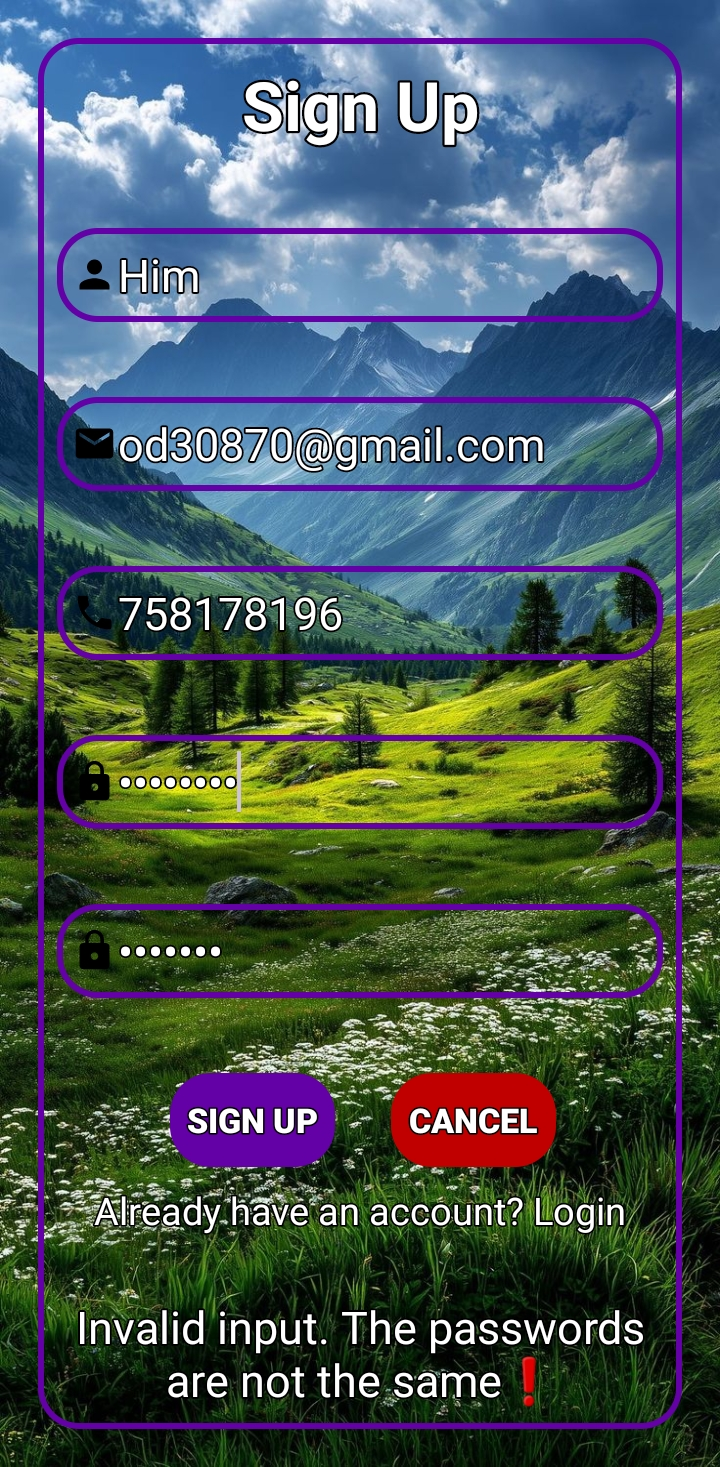 Sign Up
Him
od30870@gmail.com
758178196
••••••••
•••••••
SIGN UP
CANCEL
Already have an account? Login
Invalid input. The passwords
are not the same❗